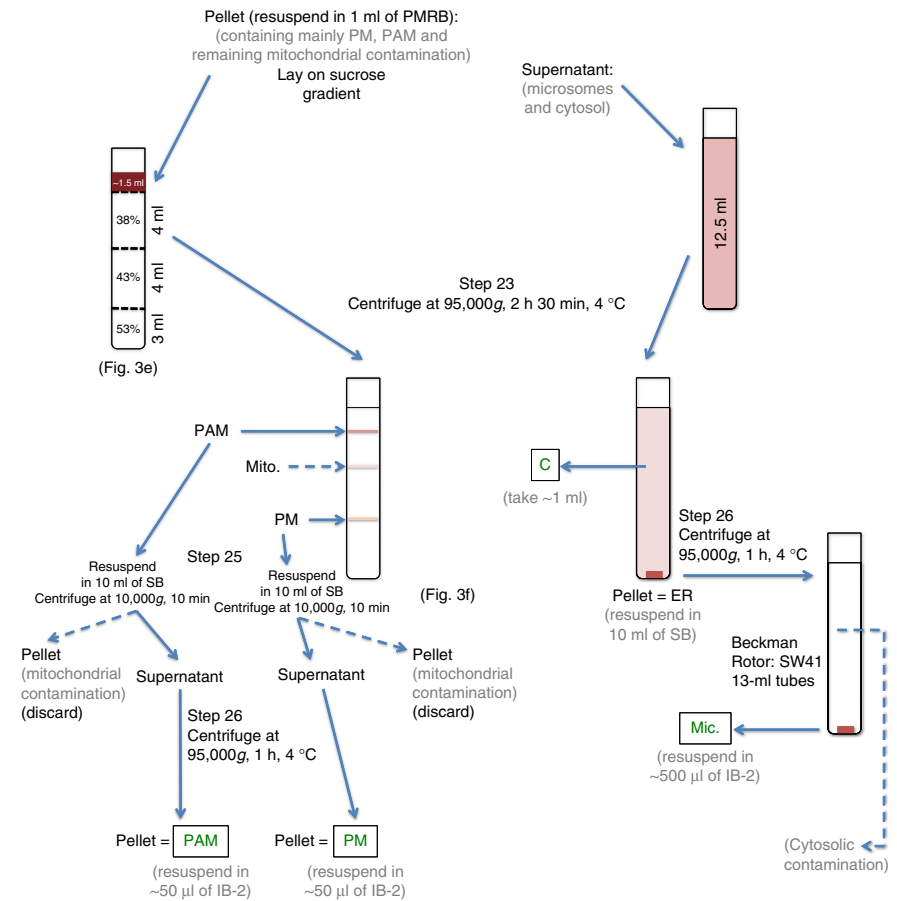 Pellet (resuspend in 1 ml of PMRB):
(containing mainly PM, PAM and
remaining mitochondrial contamination)
Lay on sucrose
gradient
Supernatant:
(microsomes
and cytosol)
~1.5 ml
38%
4 ml
43%
4 ml
53%
3 ml
(Fig. 3e)
12.5 ml
Step 23
Centrifuge at 95,000g, 2 h 30 min, 4 °C
PAM
Mito.
PM
Step 25
Resuspend
in 10 ml of SB
Centrifuge at 10,000g, 10 min
Resuspend
in 10 ml of SB
Centrifuge at 10,000g, 10 min
(Fig. 3f)
Pellet
(mitochondrial
contamination)
(discard)
Supernatant
Supernatant
Pellet
(mitochondrial
contamination)
(discard)
Step 26
Centrifuge at
95,000g, 1 h, 4 °C
Pellet = PAM
(resuspend in
~50 µl of IB-2)
Pellet = PM
(resuspend in
~50 µl of IB-2)
C
(take ~1 ml)
Step 26
Centrifuge at
95,000g, 1 h, 4 °C
Pellet = ER
(resuspend in
10 ml of SB)
Beckman
Rotor: SW41
13-ml tubes
Mic.
(resuspend in
~500 µl of IB-2)
(Cytosolic
contamination)